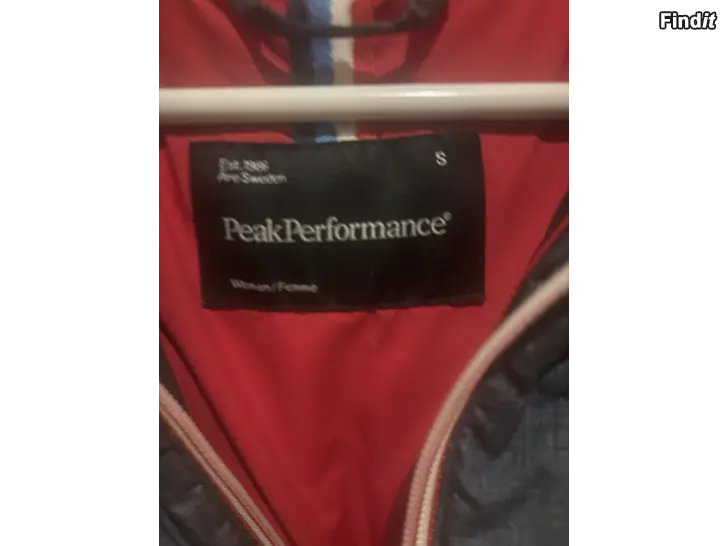 Findit
Est. 1986
Åre Sweden
S
PeakPerformance®
Woman/Femme